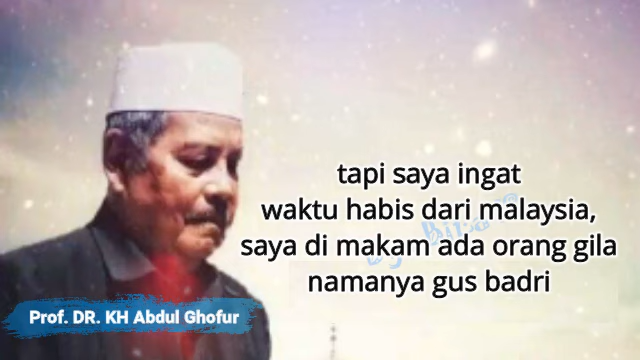 tapi saya ingat
waktu habis dari malaysia,
saya di makam ada orang gila
namanya gus badri
Prof. DR. KH Abdul Ghofur